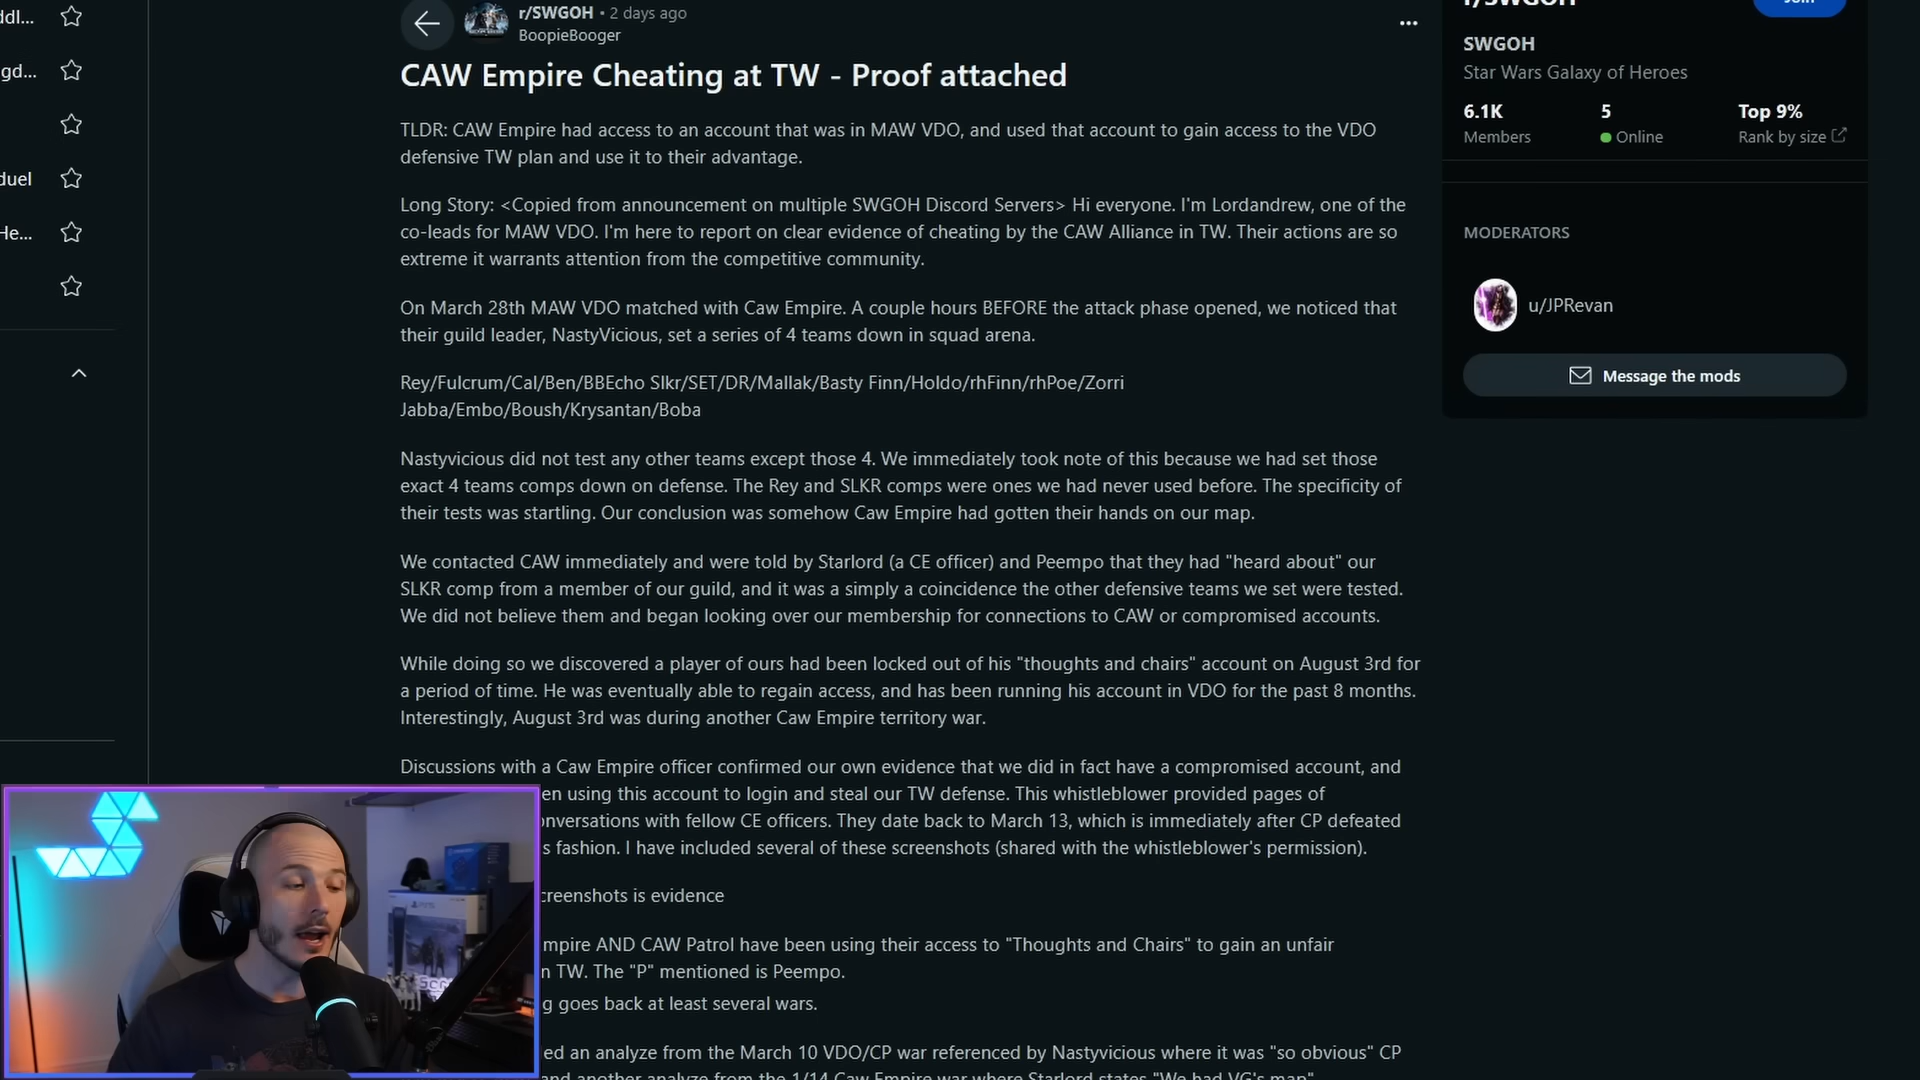 ddl...
gd...
duel
He...
r/SWGOH • 2 days ago
BoopieBooger
CAW Empire Cheating at TW - Proof attached
TLDR: CAW Empire had access to an account that was in MAW VDO, and used that account to gain access to the VDO
defensive TW plan and use it to their advantage.
Long Story: <Copied from announcement on multiple SWGOH Discord Servers> Hi everyone. I'm Lordandrew, one of the
co-leads for MAW VDO. I'm here to report on clear evidence of cheating by the CAW Alliance in TW. Their actions are so
extreme it warrants attention from the competitive community.
On March 28th MAW VDO matched with Caw Empire. A couple hours BEFORE the attack phase opened, we noticed that
their guild leader, NastyVicious, set a series of 4 teams down in squad arena.
Rey/Fulcrum/Cal/Ben/BBEcho Slkr/SET/DR/Mallak/Basty Finn/Holdo/rhFinn/rhPoe/Zorri
Jabba/Embo/Boush/Krysantan/Boba
Nastyvicious did not test any other teams except those 4. We immediately took note of this because we had set those
exact 4 teams comps down on defense. The Rey and SLKR comps were ones we had never used before. The specificity of
their tests was startling. Our conclusion was somehow Caw Empire had gotten their hands on our map.
We contacted CAW immediately and were told by Starlord (a CE officer) and Peempo that they had "heard about" our
SLKR comp from a member of our guild, and it was a simply a coincidence the other defensive teams we set were tested.
We did not believe them and began looking over our membership for connections to CAW or compromised accounts.
While doing so we discovered a player of ours had been locked out of his "thoughts and chairs" account on August 3rd for
a period of time. He was eventually able to regain access, and has been running his account in VDO for the past 8 months.
Interestingly, August 3rd was during another Caw Empire territory war.
Discussions with a Caw Empire officer confirmed our own evidence that we did in fact have a compromised account, and
en using this account to login and steal our TW defense. This whistleblower provided pages of
onversations with fellow CE officers. They date back to March 13, which is immediately after CP defeated
s fashion. I have included several of these screenshots (shared with the whistleblower's permission).
creenshots is evidence
mpire AND CAW Patrol have been using their access to "Thoughts and Chairs" to gain an unfair
n TW. The "P" mentioned is Peempo.
g goes back at least several wars.
ed an analyze from the March 10 VDO/CP war referenced by Nastyvicious where it was "so obvious" CP
and another analyze from the 1/14 Caw Empire war where Starlord states "We had VG's map"
r/SWGOH
Join
SWGOH
Star Wars Galaxy of Heroes
6.1K
5
Top 9%
Members
Online
Rank by size
MODERATORS
u/JPRevan
Message the mods